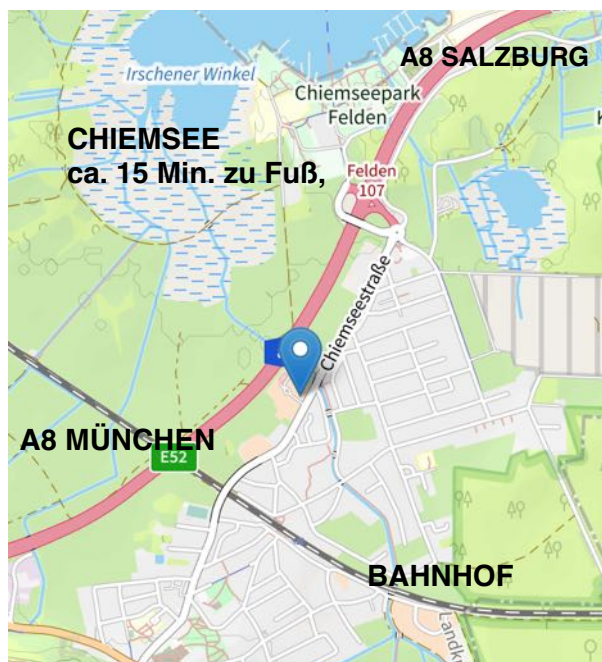 A8 SALZBURG
Irschener Winkel
Chiemseepark
Felden
CHIEMSEE
ca. 15 Min. zu Fuß,
Felden
107
Chiemseestraße
A8 MÜNCHEN
E52
BAHNHOF